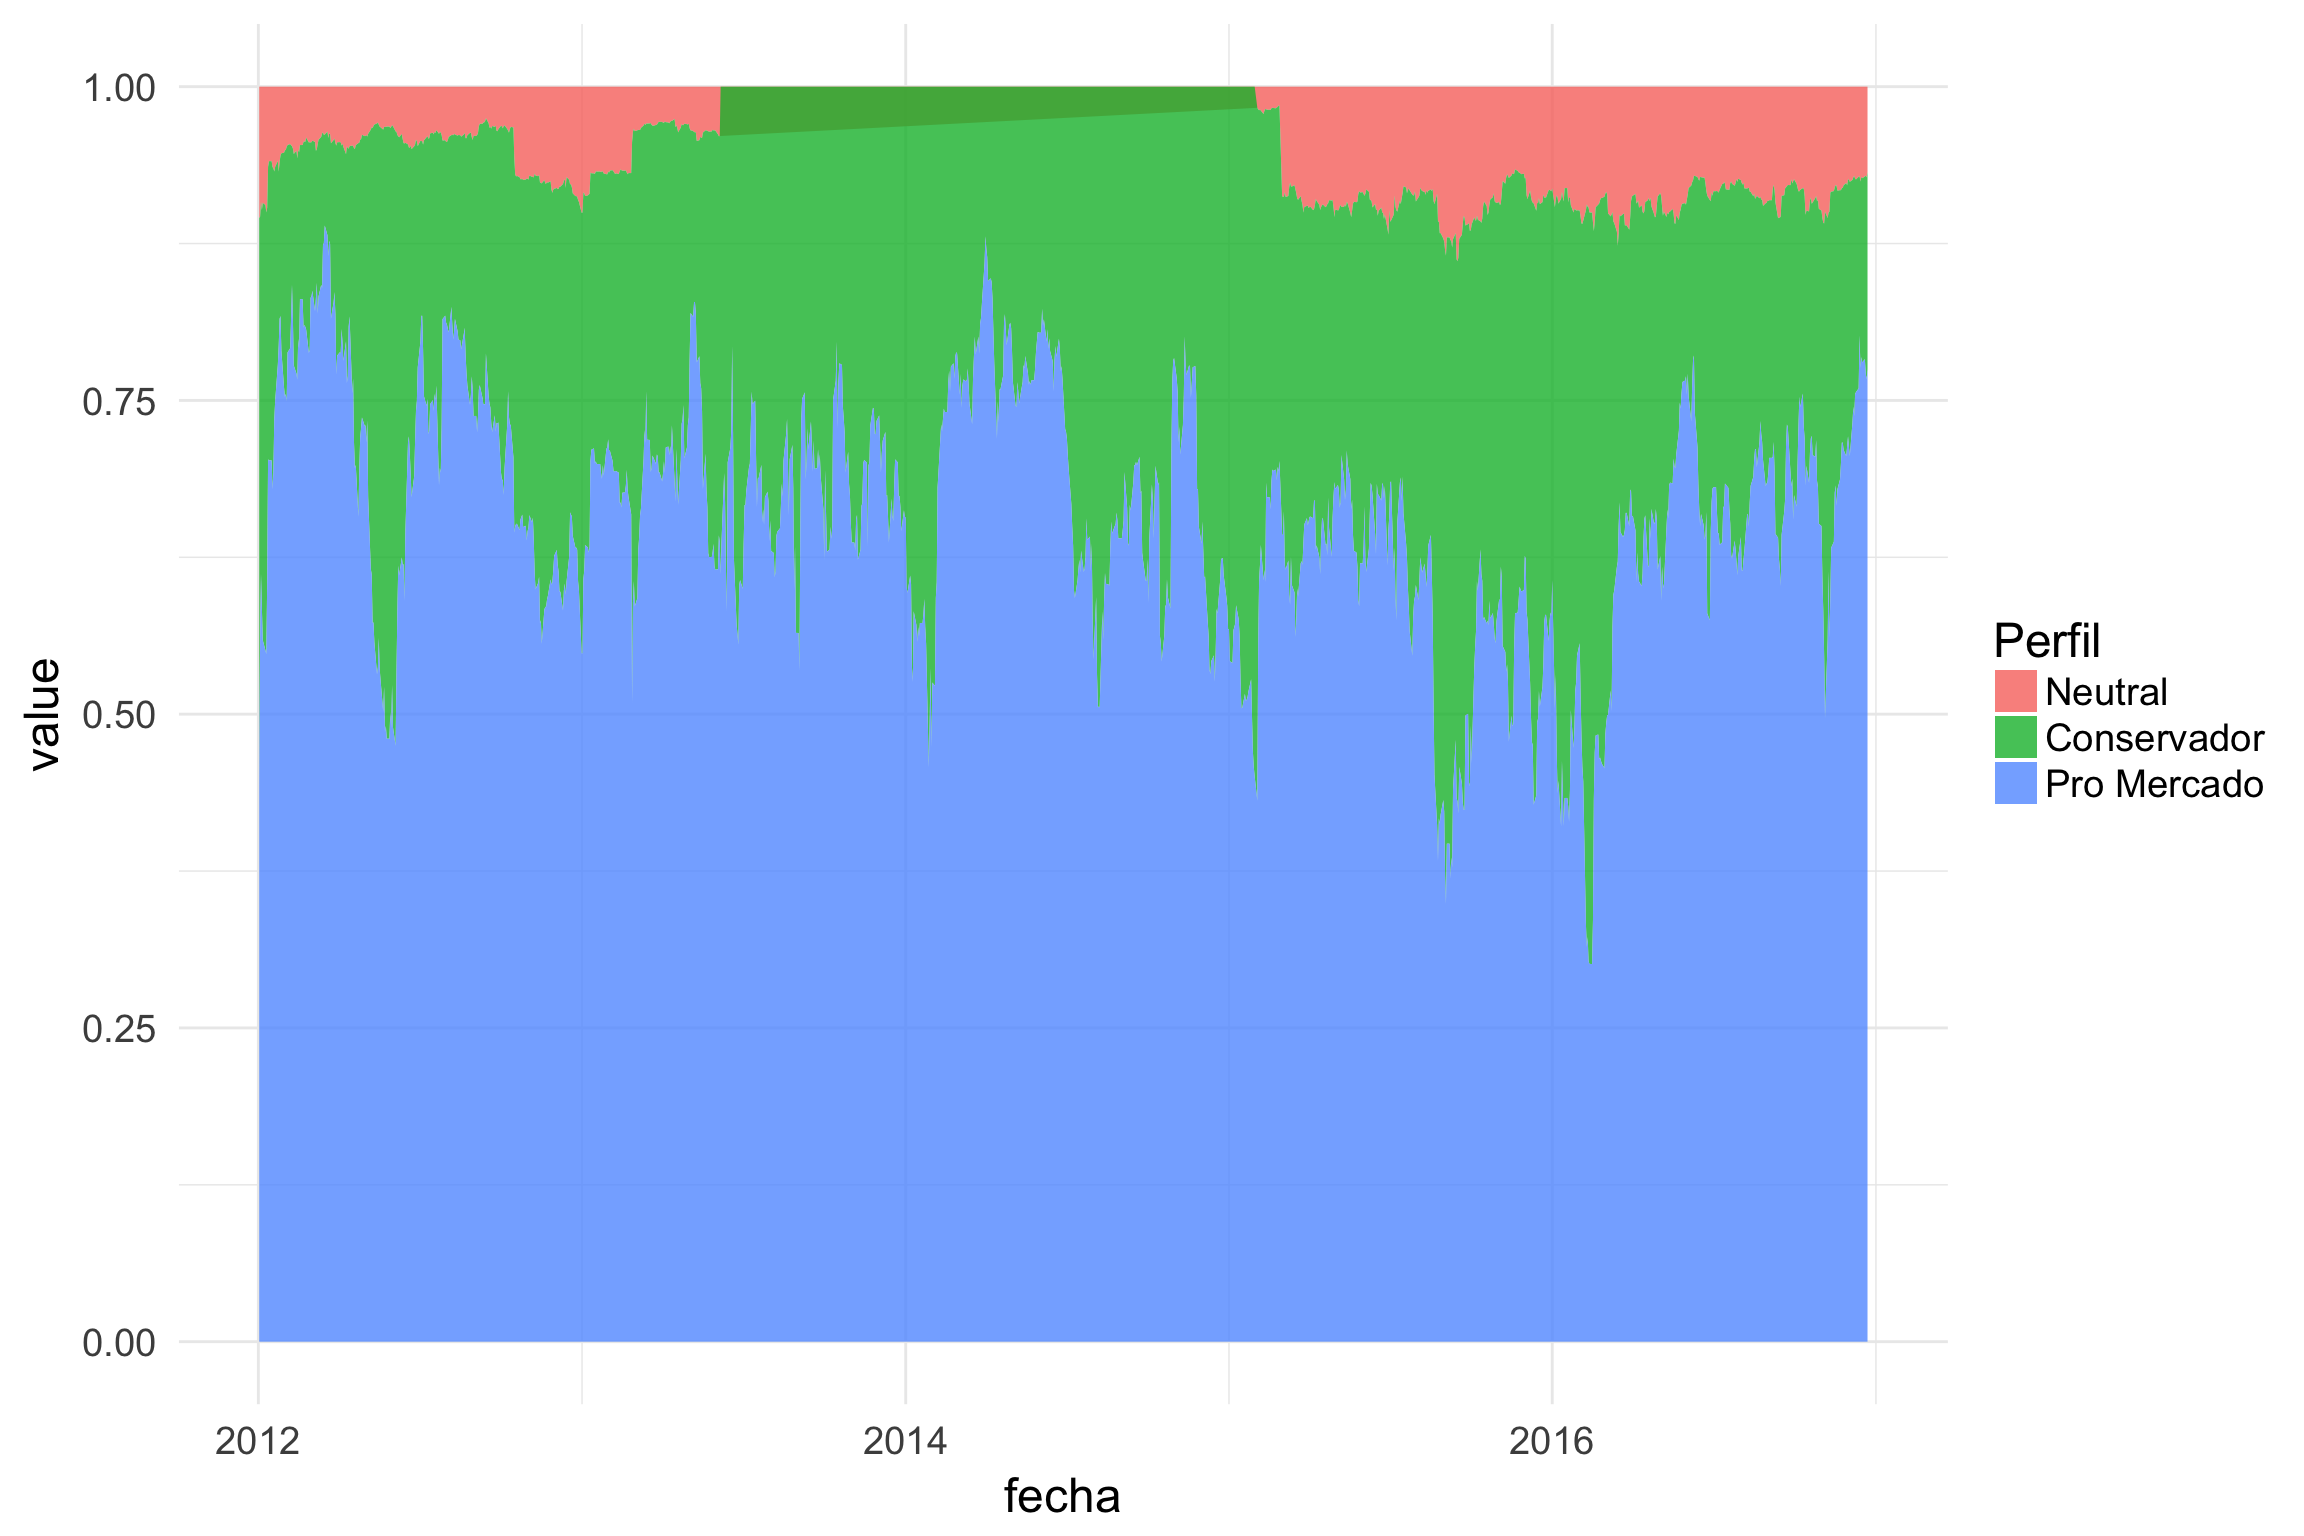 1.00
0.75
0.50
0.25
0.00
value
2012
2014
2016
fecha
Perfil
Neutral
Conservador
Pro Mercado